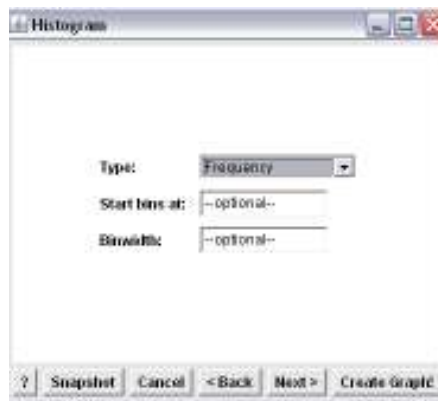 Histogram
Type: Frequency
Start bins at: --optional--
Binwidth: --optional--
? Snapshot Cancel < Back Next > Create Graph!